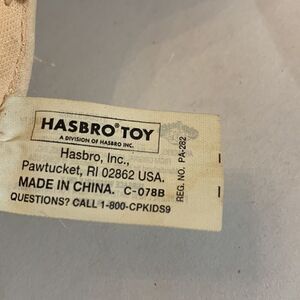 HASBRO® TOY
A DIVISION OF HASBRO INC.
Hasbro, Inc.,
Pawtucket, RI 02862 USA.
MADE IN CHINA. C-078B
QUESTIONS? CALL 1-800-CPKIDS9
REG. NO. PA-282